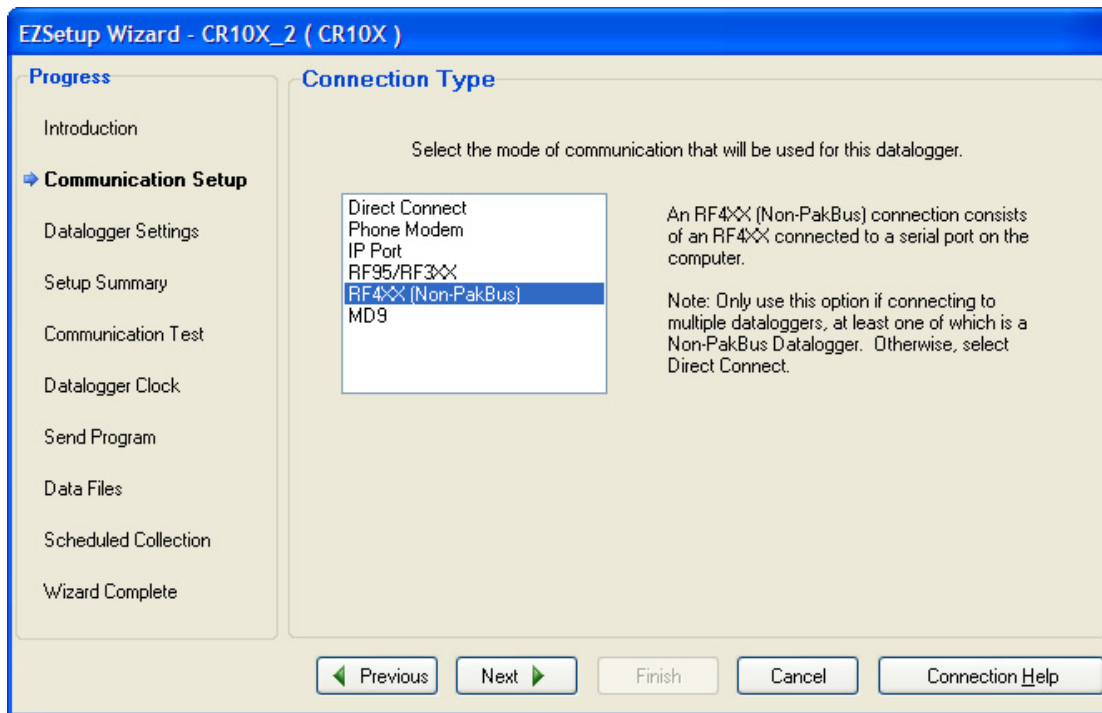 EZSetup Wizard - CR10X_2 ( CR10X )
Progress
Introduction
Communication Setup
Datalogger Settings
Setup Summary
Communication Test
Datalogger Clock
Send Program
Data Files
Scheduled Collection
Wizard Complete
Connection Type
Select the mode of communication that will be used for this datalogger.
Direct Connect
Phone Modem
IP Port
RF95/RF3XX
RF4XX (Non-PakBus)
MD9
An RF4XX (Non-PakBus) connection consists
of an RF4XX connected to a serial port on the
computer.
Note: Only use this option if connecting to
multiple dataloggers, at least one of which is a
Non-PakBus Datalogger.  Otherwise, select
Direct Connect.
Previous
Next
Finish
Cancel
Connection Help